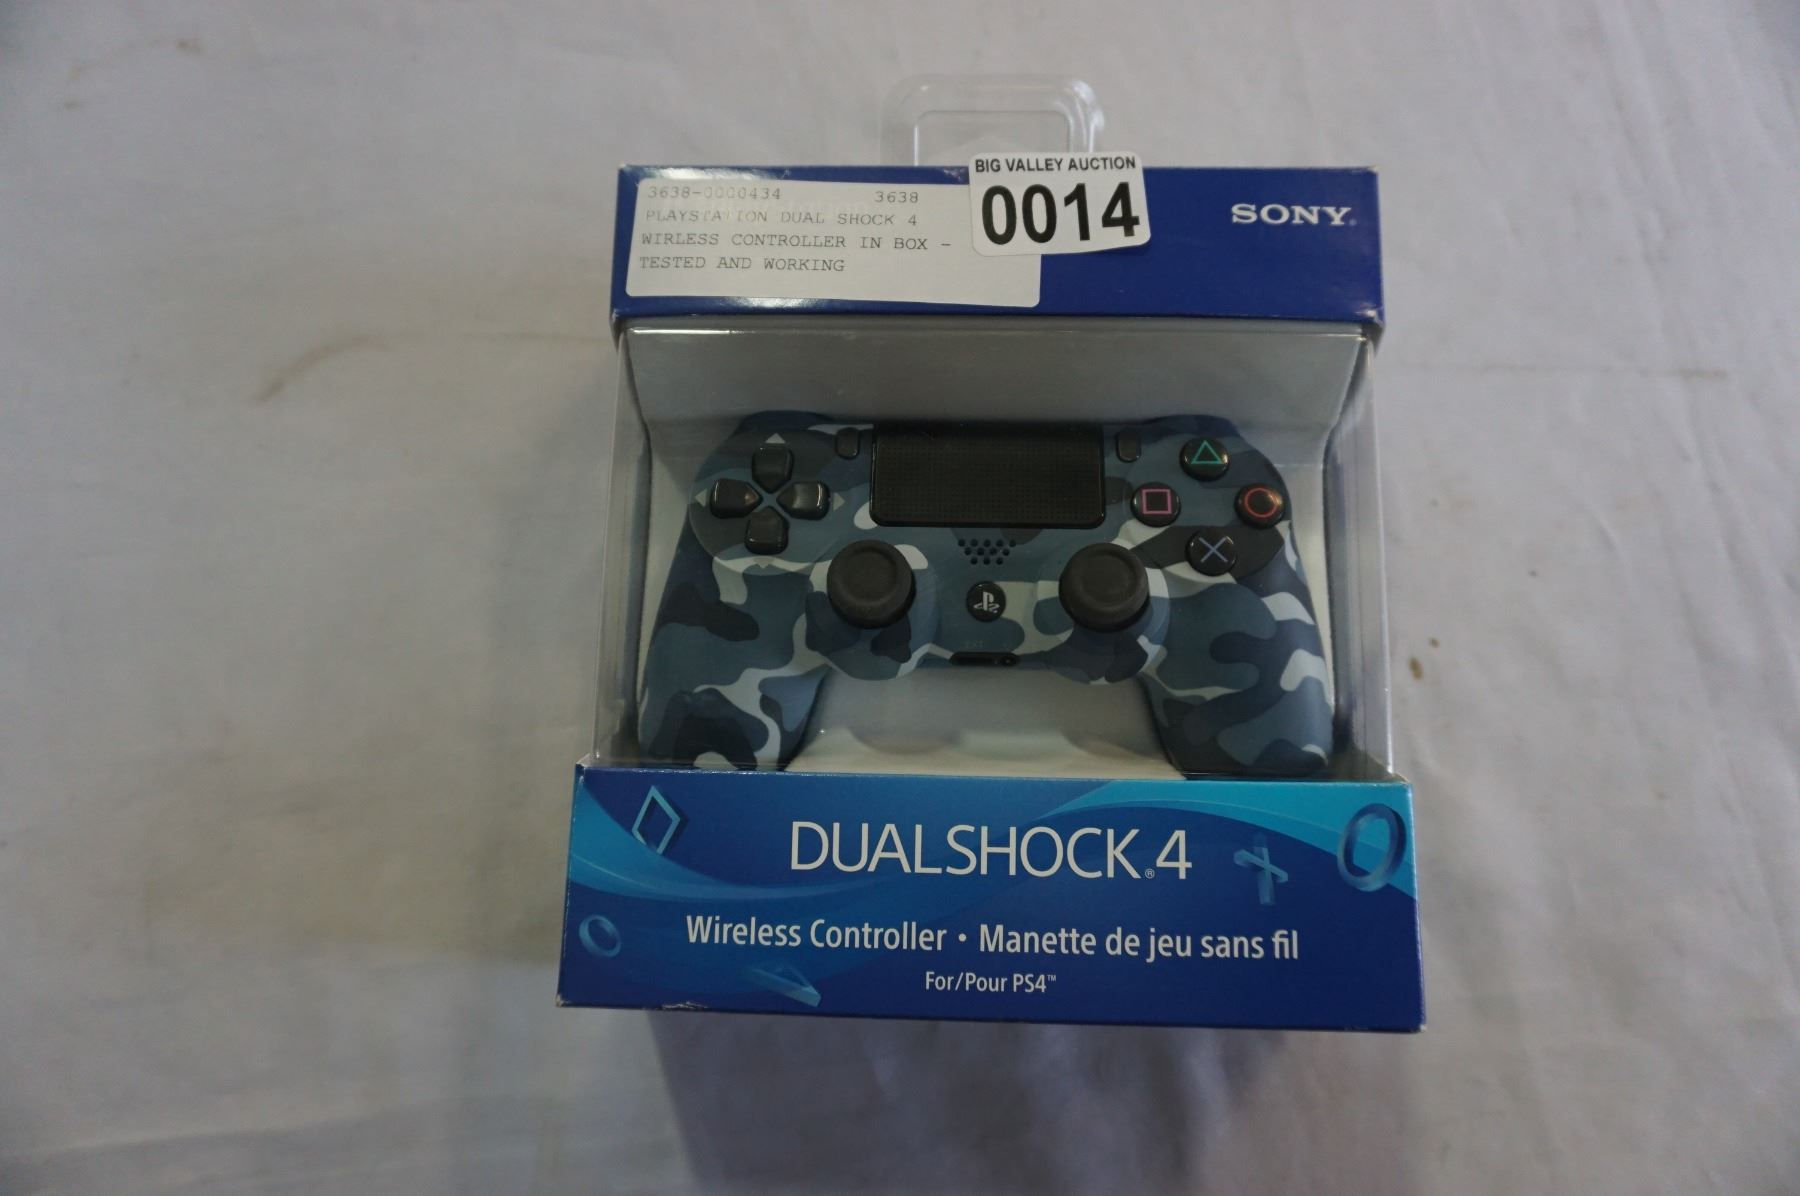 BIG VALLEY AUCTION
0014
3638-0000434 3638
PLAYSTATION DUAL SHOCK 4
WIRLESS CONTROLLER IN BOX -
TESTED AND WORKING
SONY
DUALSHOCK®4
Wireless Controller • Manette de jeu sans fil
For/Pour PS4™